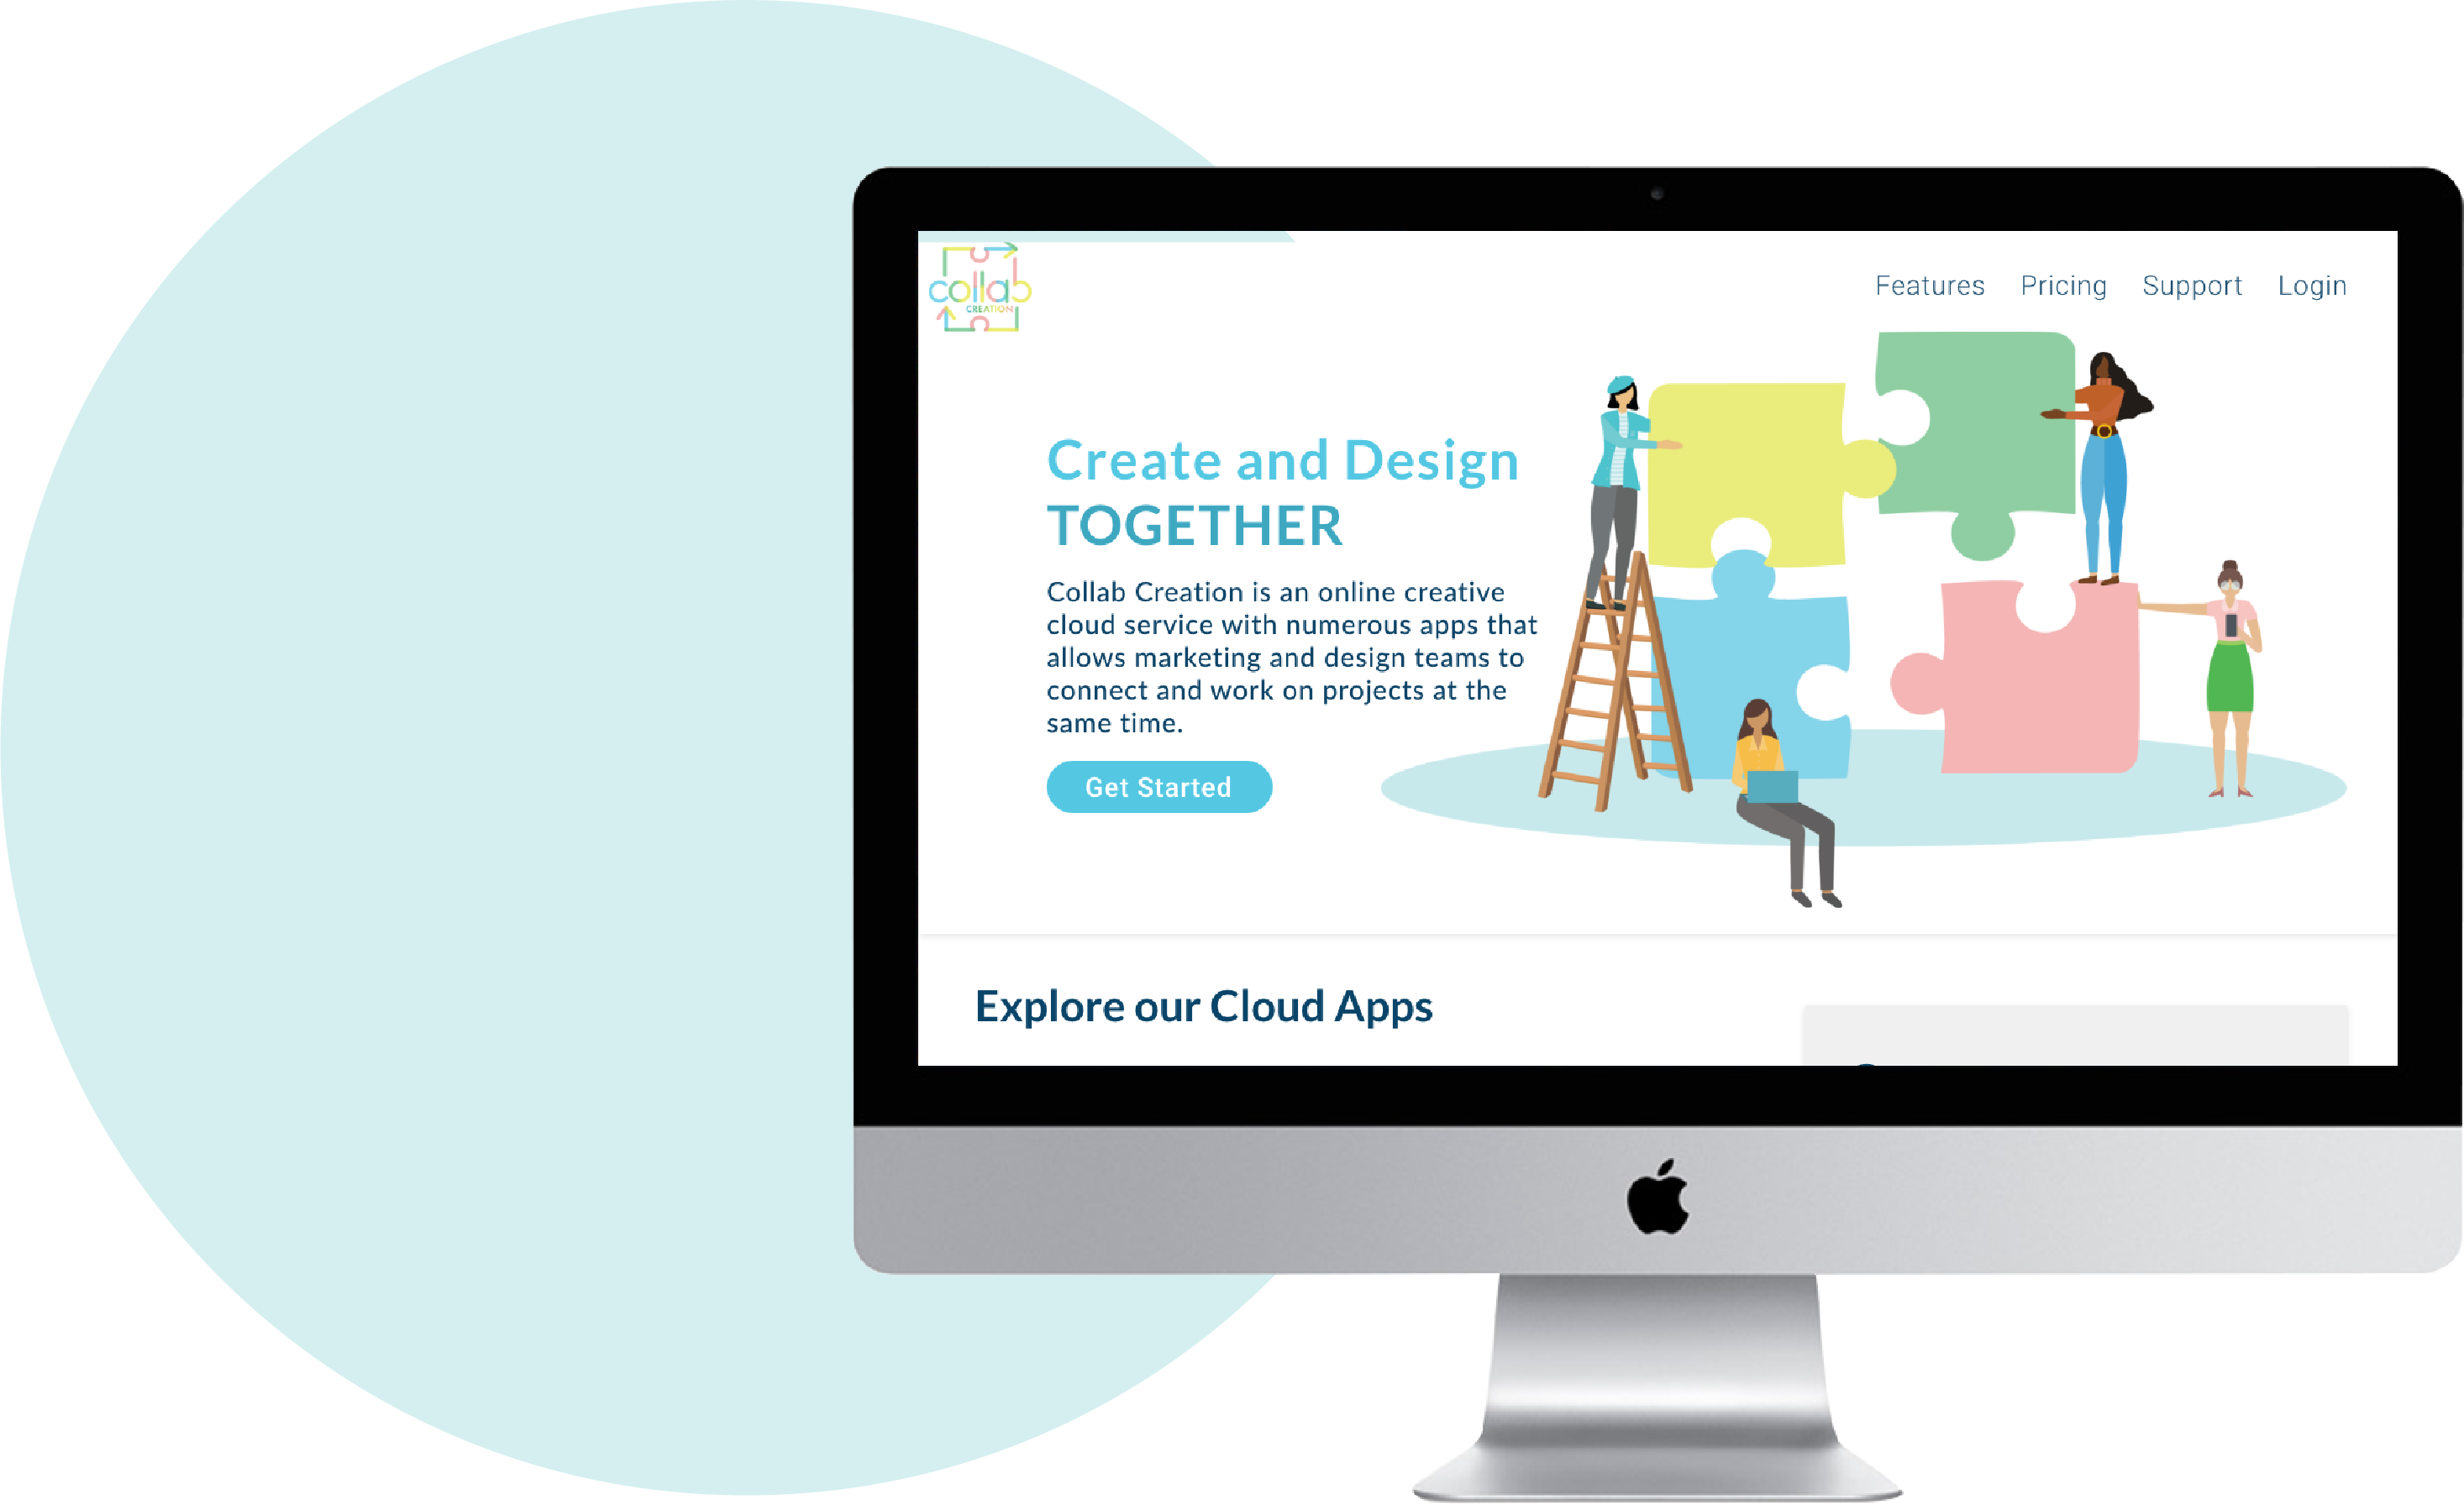 collab
CREATION
Features Pricing Support Login
Create and Design
TOGETHER
Collab Creation is an online creative
cloud service with numerous apps that
allows marketing and design teams to
connect and work on projects at the
same time.
Get Started
Explore our Cloud Apps